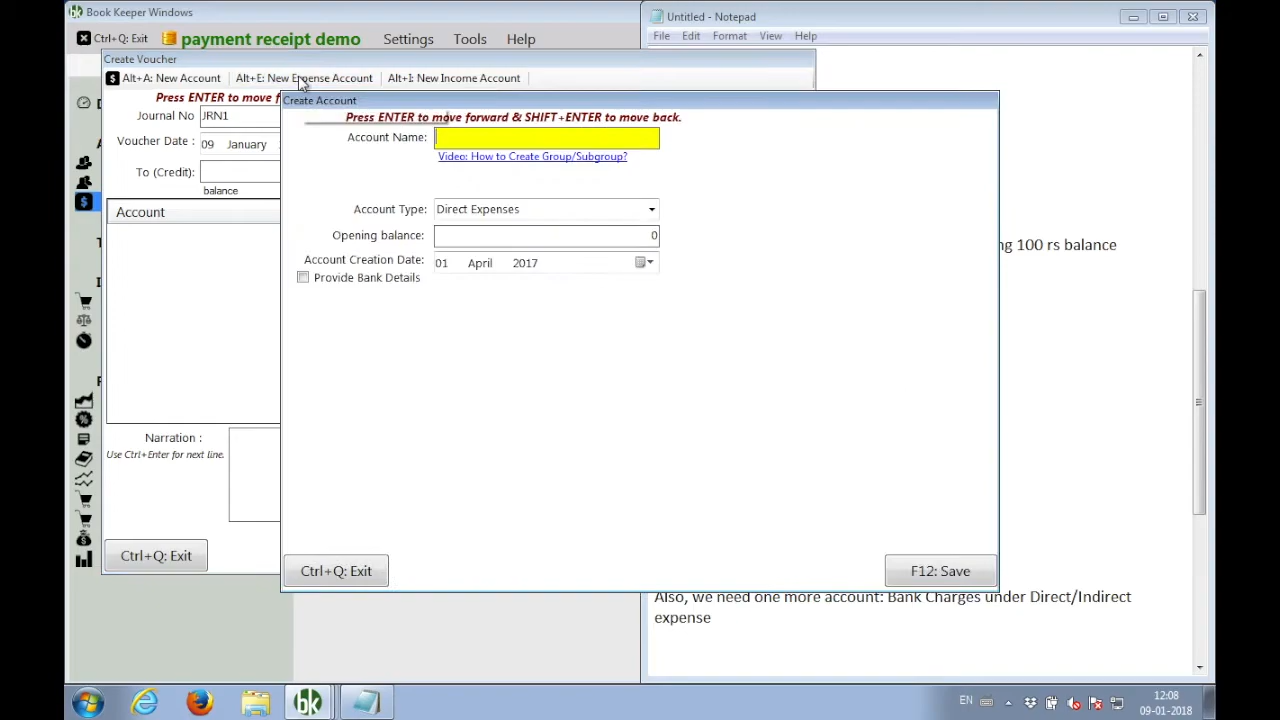 Book Keeper Windows
Untitled - Notepad
Ctrl+Q: Exit payment receipt demo Settings Tools Help
File Edit Format View Help
Create Voucher
Alt+A: New Account Alt+E: New Expense Account Alt+I: New Income Account
Press ENTER to move f
Create Account
Press ENTER to move forward & SHIFT+ENTER to move back.
Journal No JRN1
Account Name:
Voucher Date : 09 January
Video: How to Create Group/Subgroup?
To (Credit):
balance
Account
Account Type: Direct Expenses
Opening balance: 0
ng 100 rs balance
Account Creation Date: 01 April 2017
Provide Bank Details
Narration :
Use Ctrl+Enter for next line.
Ctrl+Q: Exit
Ctrl+Q: Exit
F12: Save
Also, we need one more account: Bank Charges under Direct/Indirect
expense
EN
12:08
09-01-2018